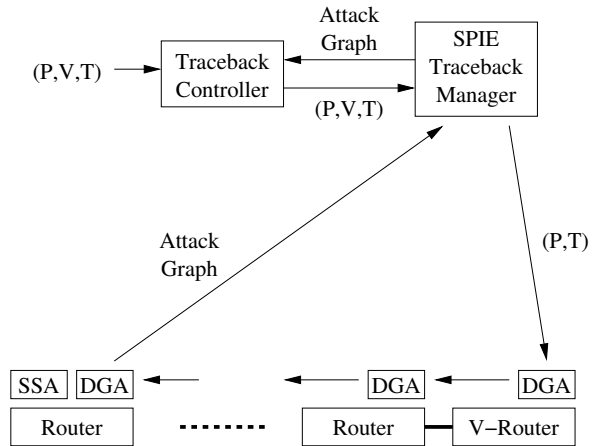 Attack
Graph
SPIE
Traceback
Manager
Traceback
Controller
(P,V,T)
(P,V,T)
Attack
Graph
(P,T)
SSA
DGA
DGA
DGA
Router
Router
V−Router